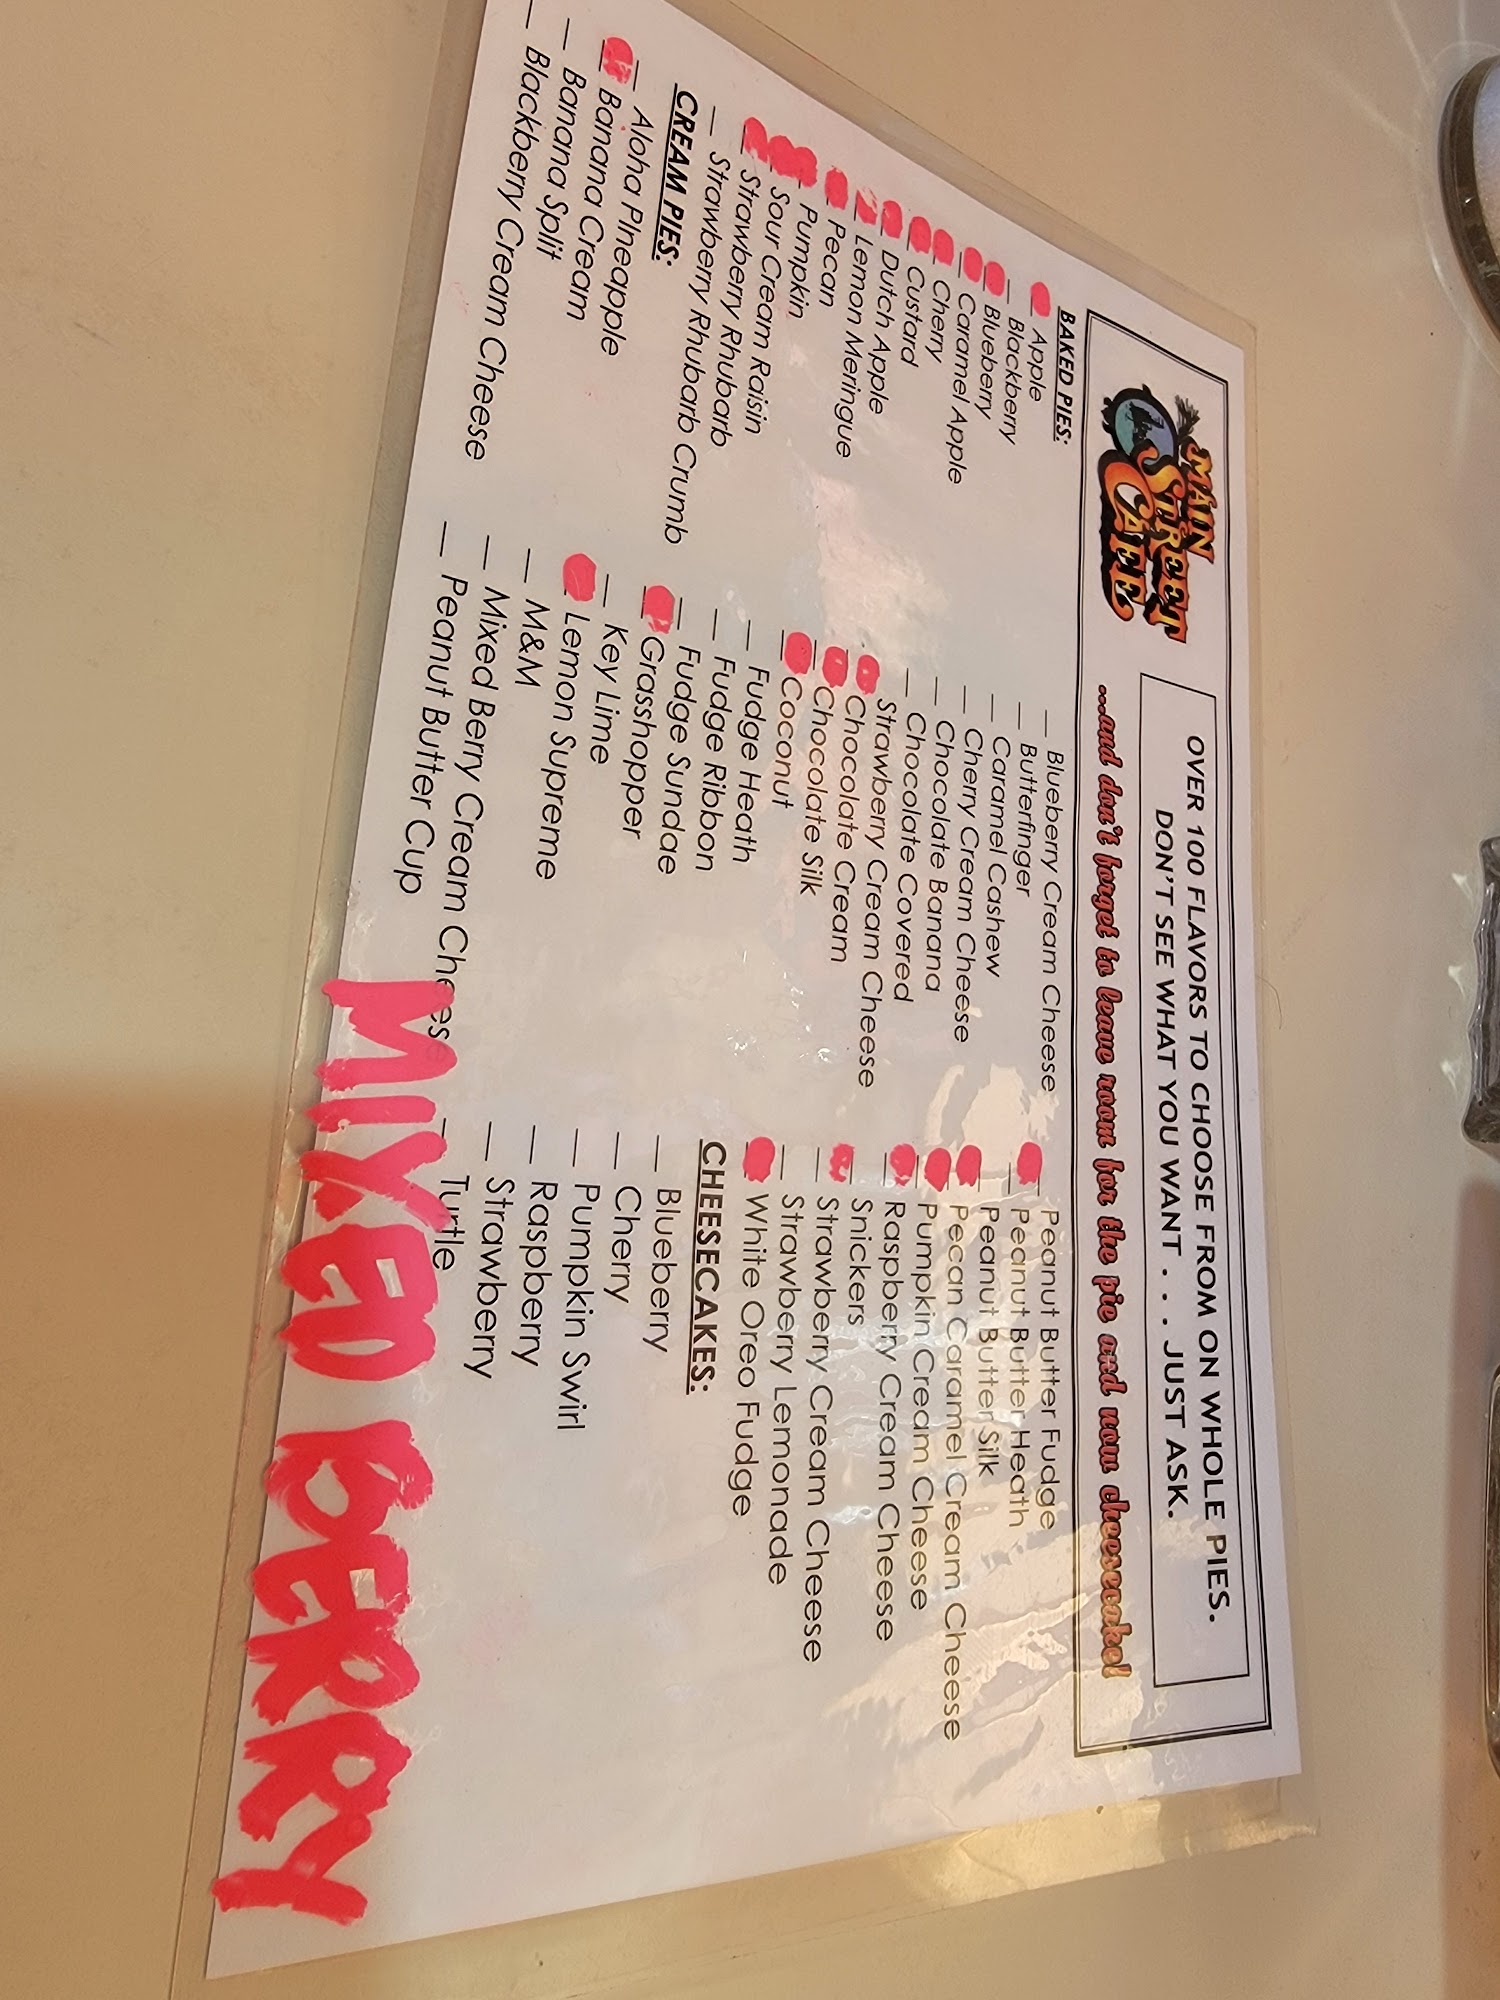 MAIN STREET CAFE
OVER 100 FLAVORS TO CHOOSE FROM ON WHOLE PIES.
DON'T SEE WHAT YOU WANT . . . JUST ASK.
...and don't forget to leave room for the pie and now cheesecake!
BAKED PIES:
Apple
Blackberry
Blueberry
Caramel Apple
Cherry
Custard
Dutch Apple
Lemon Meringue
Pecan
Pumpkin
Sour Cream Raisin
Strawberry Rhubarb
Strawberry Rhubarb Crumb
CREAM PIES:
Aloha PIneapple
Banana Cream
Banana Split
Blackberry Cream Cheese
Blueberry Cream Cheese
Butterfinger
Caramel Cashew
Cherry Cream Cheese
Chocolate Banana
Chocolate Covered
Strawberry Cream Cheese
Chocolate Cream
Chocolate Silk
Coconut
Fudge Heath
Fudge Ribbon
Fudge Sundae
Grasshopper
Key Lime
Lemon Supreme
M&M
Mixed Berry Cream Cheese
Peanut Butter Cup
Peanut Butter Fudge
Peanut Butter Heath
Peanut Butter Silk
Pecan Caramel Cream Cheese
Pumpkin Cream Cheese
Raspberry Cream Cheese
Snickers
Strawberry Cream Cheese
Strawberry Lemonade
White Oreo Fudge
CHEESECAKES:
Blueberry
Cherry
Pumpkin Swirl
Raspberry
Strawberry
Turtle
MIXED BERRY